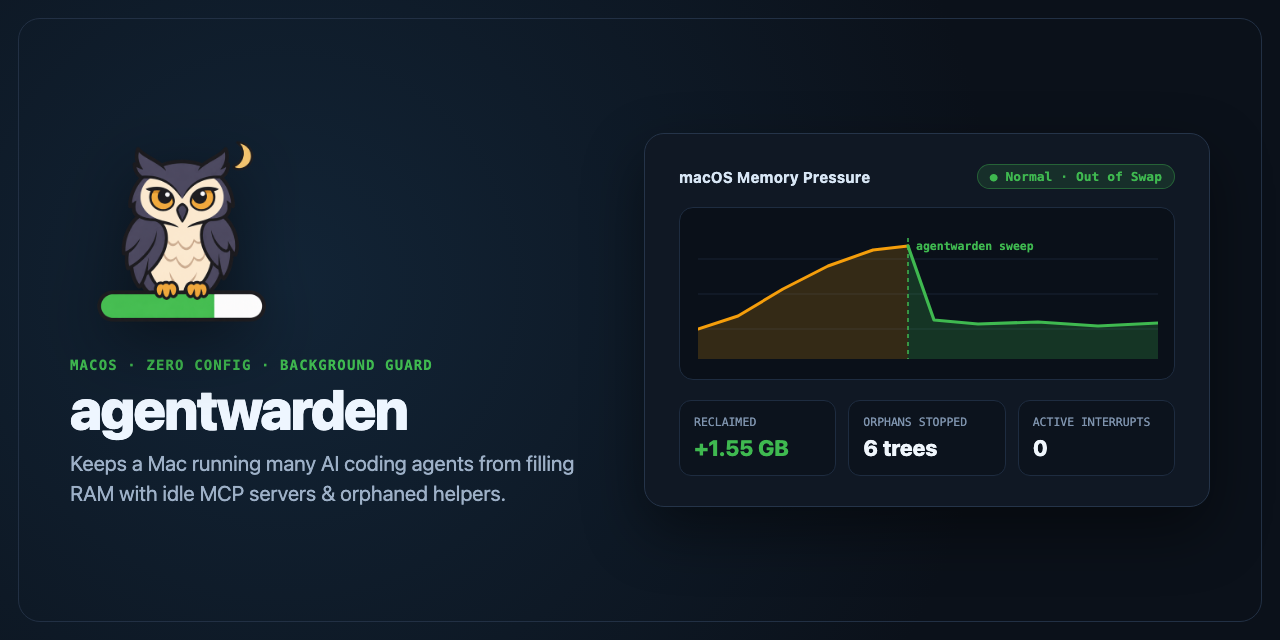 MACOS · ZERO CONFIG · BACKGROUND GUARD
agentwarden
Keeps a Mac running many AI coding agents from filling
RAM with idle MCP servers & orphaned helpers.
macOS Memory Pressure
● Normal · Out of Swap
agentwarden sweep
RECLAIMED
+1.55 GB
ORPHANS STOPPED
6 trees
ACTIVE INTERRUPTS
0